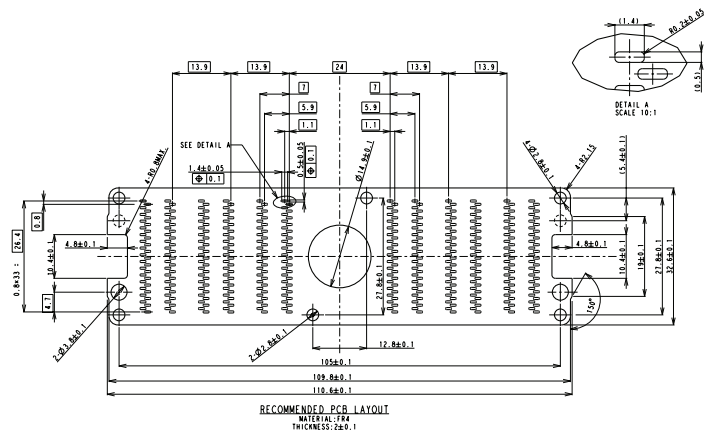 (1.4)
R0.2±0.05
(0.5)
DETAIL A
SCALE 10:1
13.9
13.9
24
13.9
13.9
7
7
5.9
5.9
1.1
1.1
SEE DETAIL A
1.4±0.05
⌖ 0.1
0.5±0.05
⌖ 0.1
Ø14.9±0.1
4-R0.8MAX.
4-Ø2.8±0.1
4-R2.15
(5.4±0.1)
0.8
4.8±0.1
4.8±0.1
0.8×33 : 26.4
10.4±0.1
4.7
10.4±0.1
19±0.1
27.8±0.1
32.6±0.1
27.8±0.1
150°
2-Ø3.8±0.1
2-Ø2.8±0.1
12.8±0.1
105±0.1
109.8±0.1
110.6±0.1
RECOMMENDED PCB LAYOUT
MATERIAL:FR4
THICKNESS:2±0.1